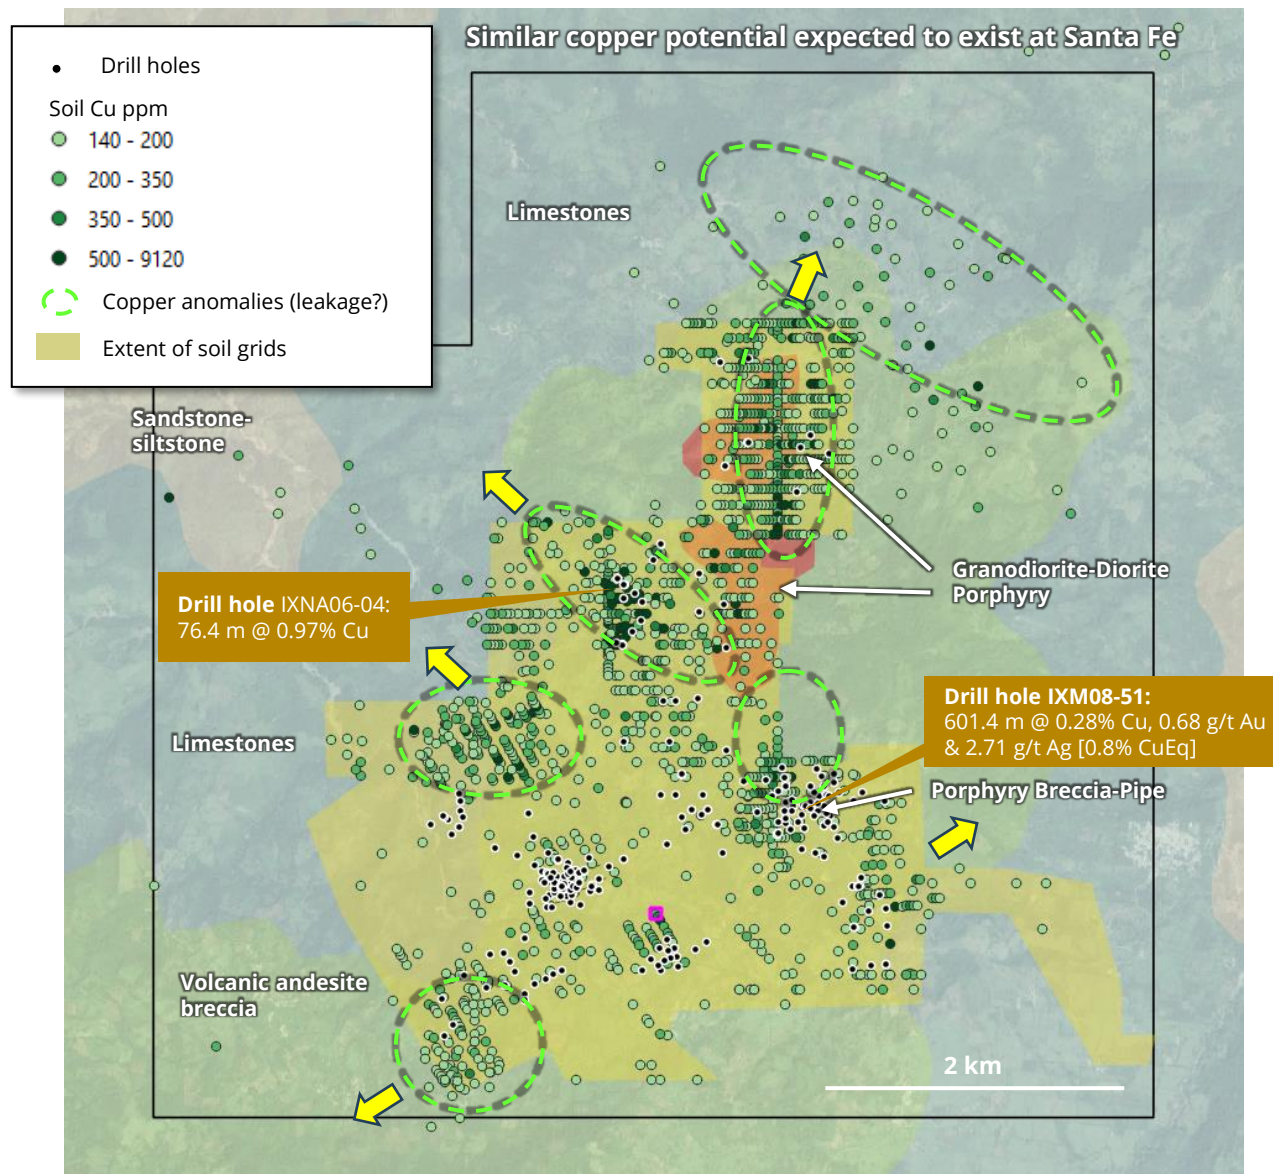 Similar copper potential expected to exist at Santa Fe
Drill holes
Soil Cu ppm
140 - 200
200 - 350
350 - 500
500 - 9120
Copper anomalies (leakage?)
Extent of soil grids
Limestones
Sandstone-
siltstone
Granodiorite-Diorite
Porphyry
Drill hole IXNA06-04:
76.4 m @ 0.97% Cu
Drill hole IXM08-51:
601.4 m @ 0.28% Cu, 0.68 g/t Au
& 2.71 g/t Ag [0.8% CuEq]
Limestones
Porphyry Breccia-Pipe
Volcanic andesite
breccia
2 km